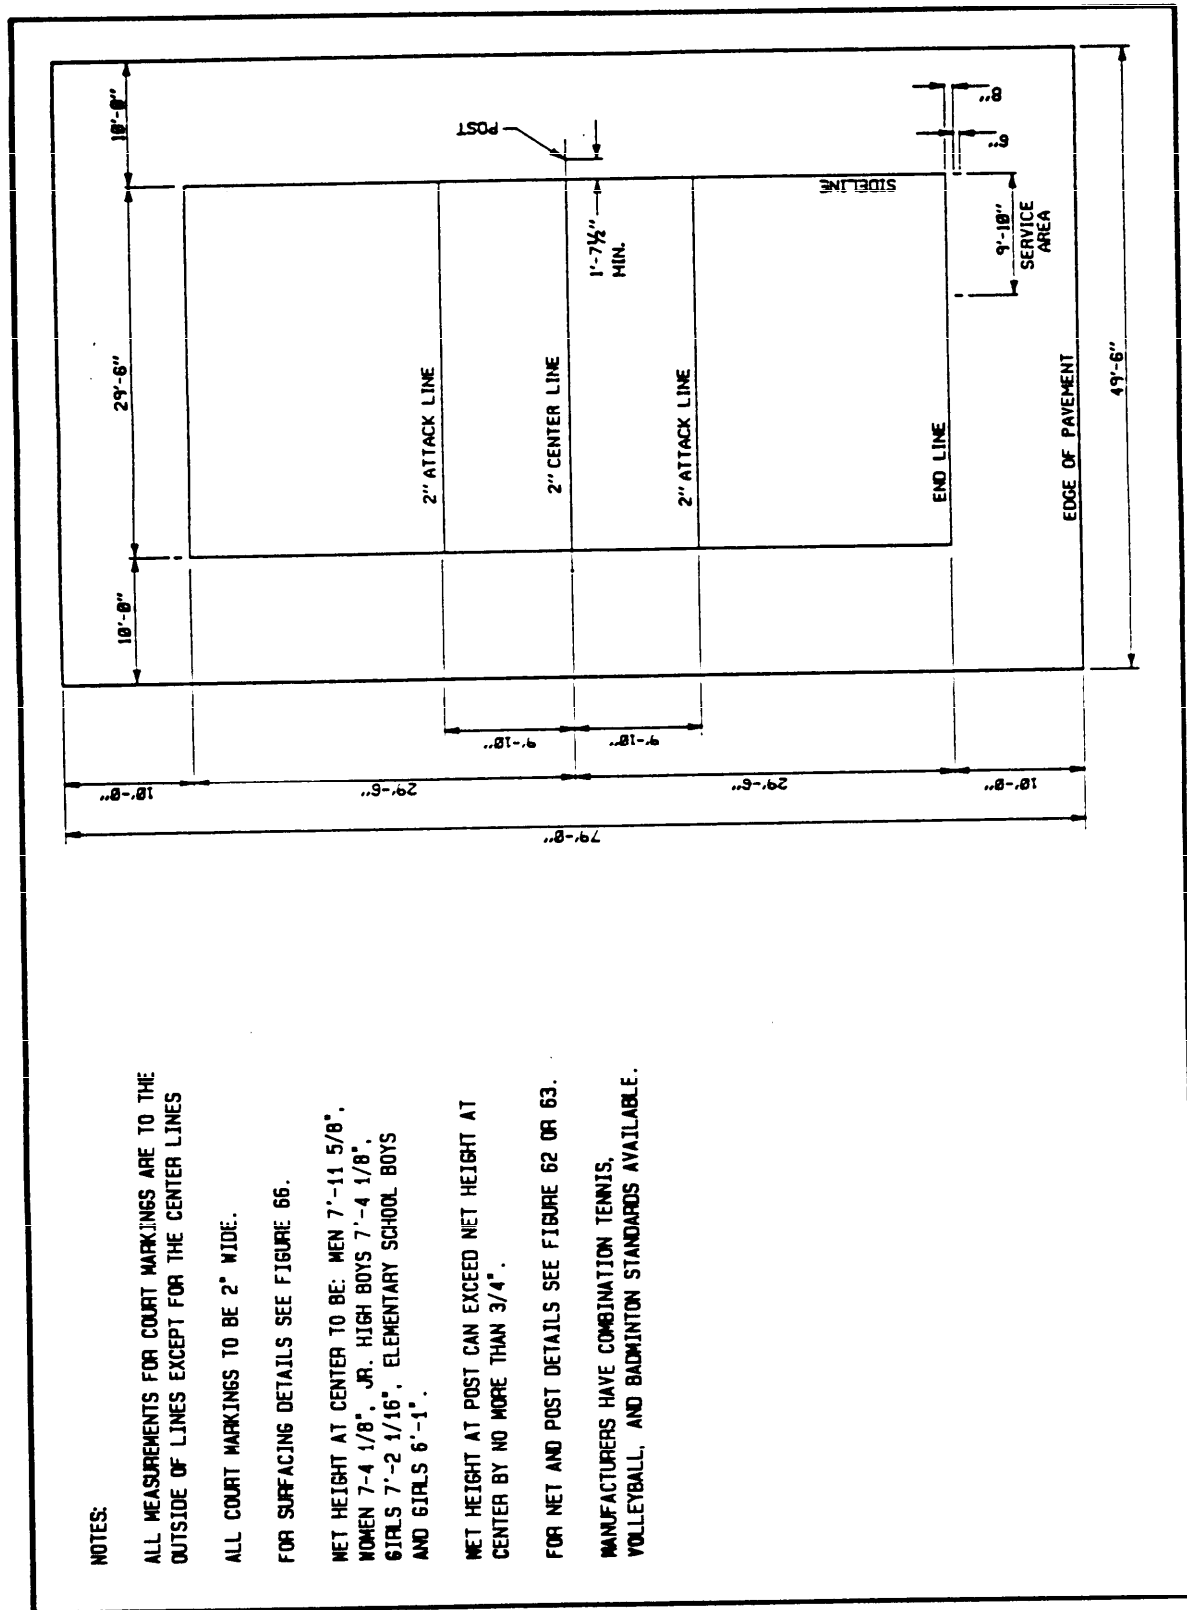 NOTES:
ALL MEASUREMENTS FOR COURT MARKINGS ARE TO THE
OUTSIDE OF LINES EXCEPT FOR THE CENTER LINES
ALL COURT MARKINGS TO BE 2" WIDE.
FOR SURFACING DETAILS SEE FIGURE 66.
NET HEIGHT AT CENTER TO BE: MEN 7'-11 5/8",
WOMEN 7-4 1/8", JR. HIGH BOYS 7'-4 1/8",
GIRLS 7'-2 1/16", ELEMENTARY SCHOOL BOYS
AND GIRLS 6'-1".
NET HEIGHT AT POST CAN EXCEED NET HEIGHT AT
CENTER BY NO MORE THAN 3/4".
FOR NET AND POST DETAILS SEE FIGURE 62 OR 63.
MANUFACTURERS HAVE COMBINATION TENNIS,
VOLLEYBALL, AND BADMINTON STANDARDS AVAILABLE.
79'-0"
10'-0"
29'-6"
29'-6"
10'-0"
9'-10"
9'-10"
10'-0"
29'-6"
10'-0"
2" ATTACK LINE
2" CENTER LINE
2" ATTACK LINE
END LINE
EDGE OF PAVEMENT
49'-6"
POST
1'-7½"
MIN.
SIDELINE
9'-10"
SERVICE
AREA
8"
6"